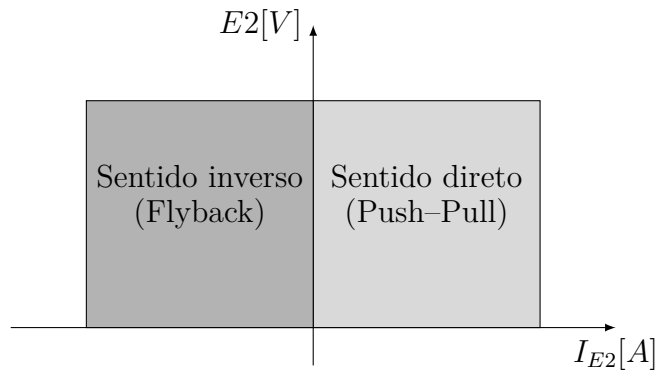 E2[V]
Sentido inverso
(Flyback)
Sentido direto
(Push–Pull)
I_{E2}[A]